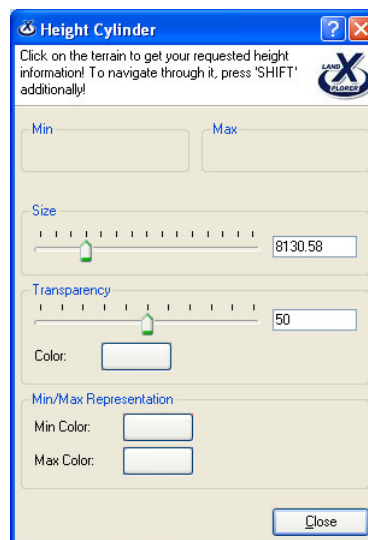 Height Cylinder
Click on the terrain to get your requested height
information! To navigate through it, press 'SHIFT'
additionally!
LAND
X
PLORER
Min
Max
Size
8130.58
Transparency
50
Color:
Min/Max Representation
Min Color:
Max Color:
Close